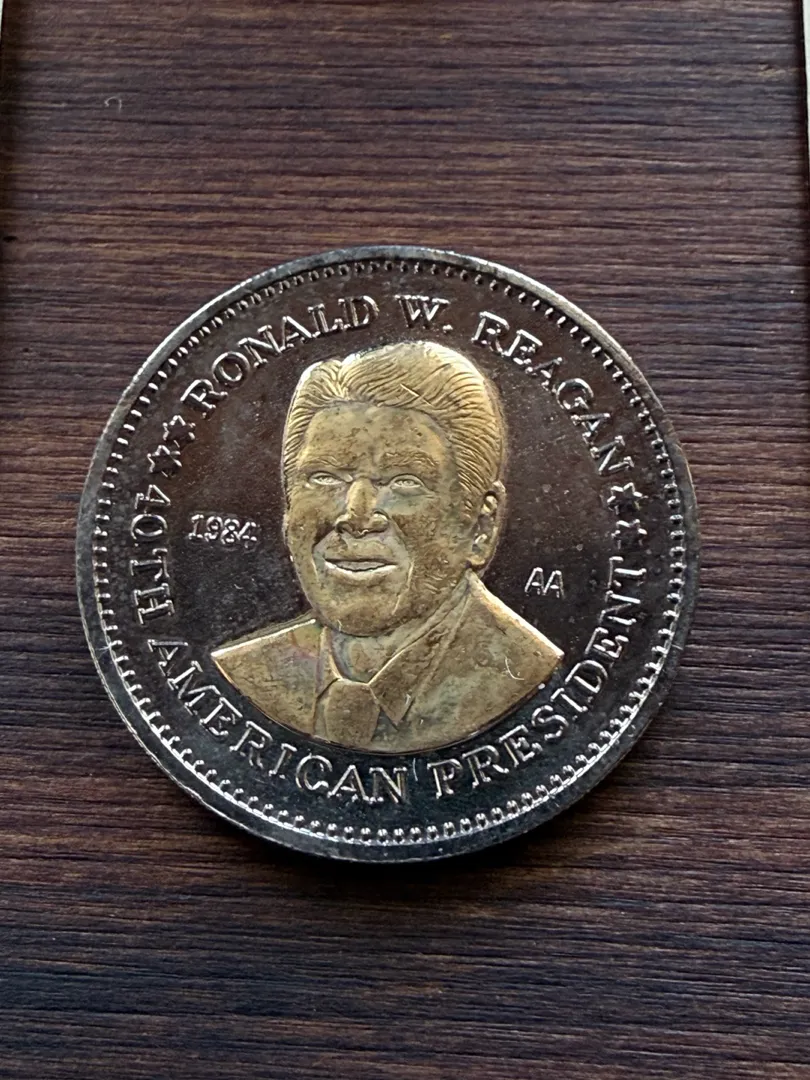 ★★ RONALD W. REAGAN ★★
40TH AMERICAN PRESIDENT
1984
AA